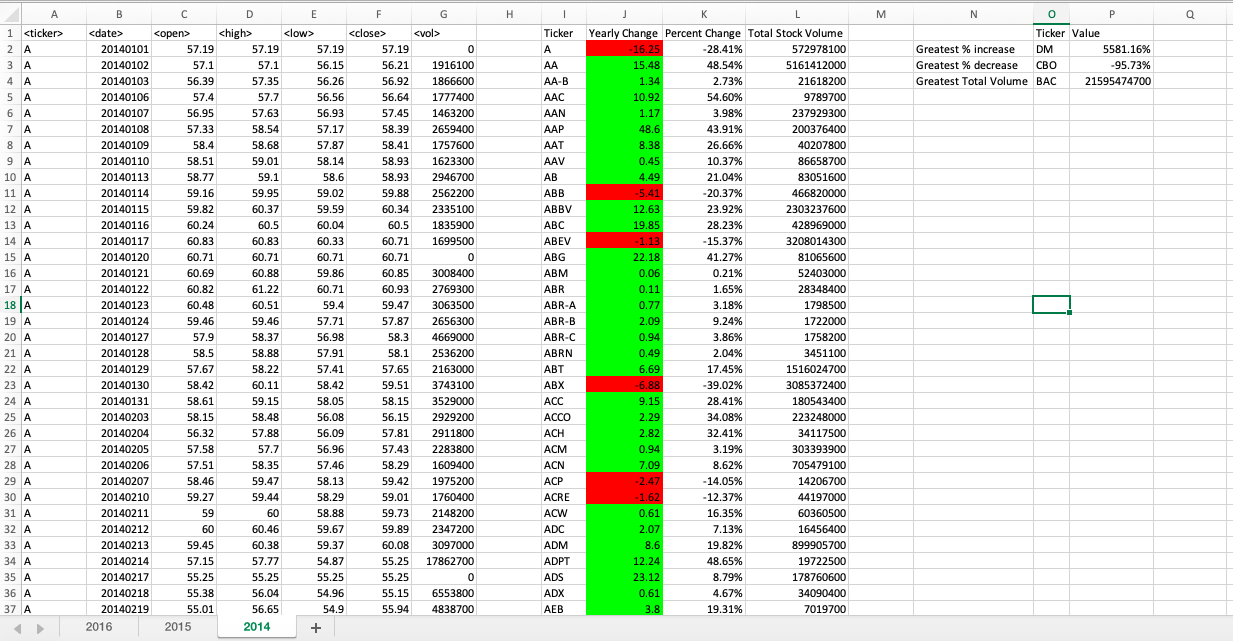 A B C D E F G H I J K L M N O P Q
1 <ticker> <date> <open> <high> <low> <close> <vol> Ticker Yearly Change Percent Change Total Stock Volume Ticker Value
2 A 20140101 57.19 57.19 57.19 57.19 0 A -16.25 -28.41% 572978100 Greatest % increase DM 5581.16%
3 A 20140102 57.1 57.1 56.15 56.21 1916100 AA 15.48 48.54% 5161412000 Greatest % decrease CBO -95.73%
4 A 20140103 56.39 57.35 56.26 56.92 1866600 AA-B 1.34 2.73% 21618200 Greatest Total Volume BAC 21595474700
5 A 20140106 57.4 57.7 56.56 56.64 1777400 AAC 10.92 54.60% 9789700
6 A 20140107 56.95 57.63 56.93 57.45 1463200 AAN 1.17 3.98% 237929300
7 A 20140108 57.33 58.54 57.17 58.39 2659400 AAP 48.6 43.91% 200376400
8 A 20140109 58.4 58.68 57.87 58.41 1757600 AAT 8.38 26.66% 40207800
9 A 20140110 58.51 59.01 58.14 58.93 1623300 AAV 0.45 10.37% 86658700
10 A 20140113 58.77 59.1 58.6 58.93 2946700 AB 4.49 21.04% 83051600
11 A 20140114 59.16 59.95 59.02 59.88 2562200 ABB -5.41 -20.37% 466820000
12 A 20140115 59.82 60.37 59.59 60.34 2335100 ABBV 12.63 23.92% 2303237600
13 A 20140116 60.24 60.5 60.04 60.5 1835900 ABC 19.85 28.23% 428969000
14 A 20140117 60.83 60.83 60.33 60.71 1699500 ABEV -1.13 -15.37% 3208014300
15 A 20140120 60.71 60.71 60.71 60.71 0 ABG 22.18 41.27% 81065600
16 A 20140121 60.69 60.88 59.86 60.85 3008400 ABM 0.06 0.21% 52403000
17 A 20140122 60.82 61.22 60.71 60.93 2769300 ABR 0.11 1.65% 28348400
18 A 20140123 60.48 60.51 59.4 59.47 3063500 ABR-A 0.77 3.18% 1798500
19 A 20140124 59.46 59.46 57.71 57.87 2656300 ABR-B 2.09 9.24% 1722000
20 A 20140127 57.9 58.37 56.98 58.3 4669000 ABR-C 0.94 3.86% 1758200
21 A 20140128 58.5 58.88 57.91 58.1 2536200 ABRN 0.49 2.04% 3451100
22 A 20140129 57.67 58.22 57.41 57.65 2163000 ABT 6.69 17.45% 1516024700
23 A 20140130 58.42 60.11 58.42 59.51 3743100 ABX -6.88 -39.02% 3085372400
24 A 20140131 58.61 59.15 58.05 58.15 3529000 ACC 9.15 28.41% 180543400
25 A 20140203 58.15 58.48 56.08 56.15 2929200 ACCO 2.29 34.08% 223248000
26 A 20140204 56.32 57.88 56.09 57.81 2911800 ACH 2.82 32.41% 34117500
27 A 20140205 57.58 57.7 56.96 57.43 2283800 ACM 0.94 3.19% 303393900
28 A 20140206 57.51 58.35 57.46 58.29 1609400 ACN 7.09 8.62% 705479100
29 A 20140207 58.46 59.47 58.13 59.42 1975200 ACP -2.47 -14.05% 14206700
30 A 20140210 59.27 59.44 58.29 59.01 1760400 ACRE -1.62 -12.37% 44197000
31 A 20140211 59 60 58.88 59.73 2148200 ACW 0.61 16.35% 60360500
32 A 20140212 60 60.46 59.67 59.89 2347200 ADC 2.07 7.13% 16456400
33 A 20140213 59.45 60.38 59.37 60.08 3097000 ADM 8.6 19.82% 899905700
34 A 20140214 57.15 57.77 54.87 55.25 17862700 ADPT 12.24 48.65% 19722500
35 A 20140217 55.25 55.25 55.25 55.25 0 ADS 23.12 8.79% 178760600
36 A 20140218 55.38 56.04 54.96 55.15 6553800 ADX 0.61 4.67% 34090400
37 A 20140219 55.01 56.65 54.9 55.94 4838700 AEB 3.8 19.31% 7019700
2016 2015 2014 +